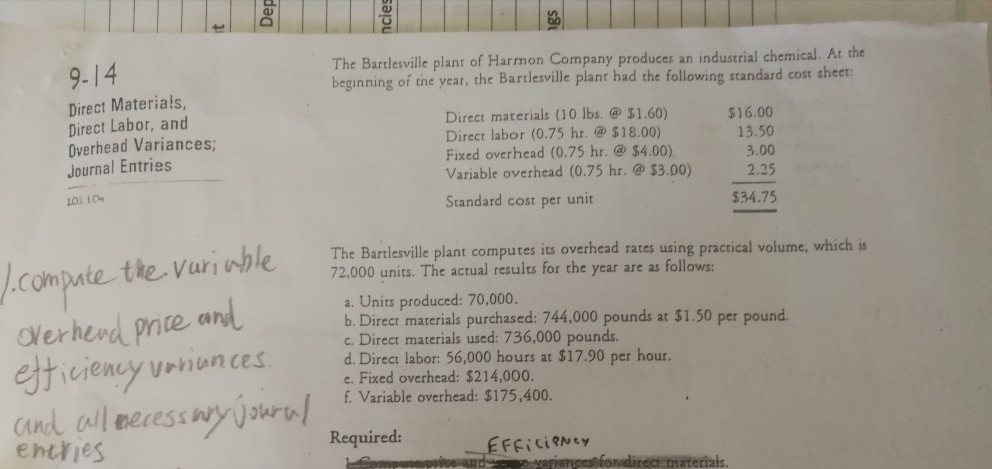 Dep
ncies
ngs
9-14
Direct Materials,
Direct Labor, and
Overhead Variances;
Journal Entries
The Bartlesville plant of Harmon Company produces an industrial chemical. At the
beginning of the year, the Bartlesville plant had the following standard cost sheet:
Direct materials (10 lbs. @ $1.60) $16.00
Direct labor (0.75 hr. @ $18.00) 13.50
Fixed overhead (0.75 hr. @ $4.00) 3.00
Variable overhead (0.75 hr. @ $3.00) 2.25
Standard cost per unit $34.75
The Bartlesville plant computes its overhead rates using practical volume, which is
72,000 units. The actual results for the year are as follows:
a. Units produced: 70,000.
b. Direct materials purchased: 744,000 pounds at $1.50 per pound.
c. Direct materials used: 736,000 pounds.
d. Direct labor: 56,000 hours at $17.90 per hour.
e. Fixed overhead: $214,000.
f. Variable overhead: $175,400.
1. compute the variable
overhead price and
efficiency variances.
and all necessary joural
entries
Required:
EFFICIENCY
1. Compute price and variances for direct materials.